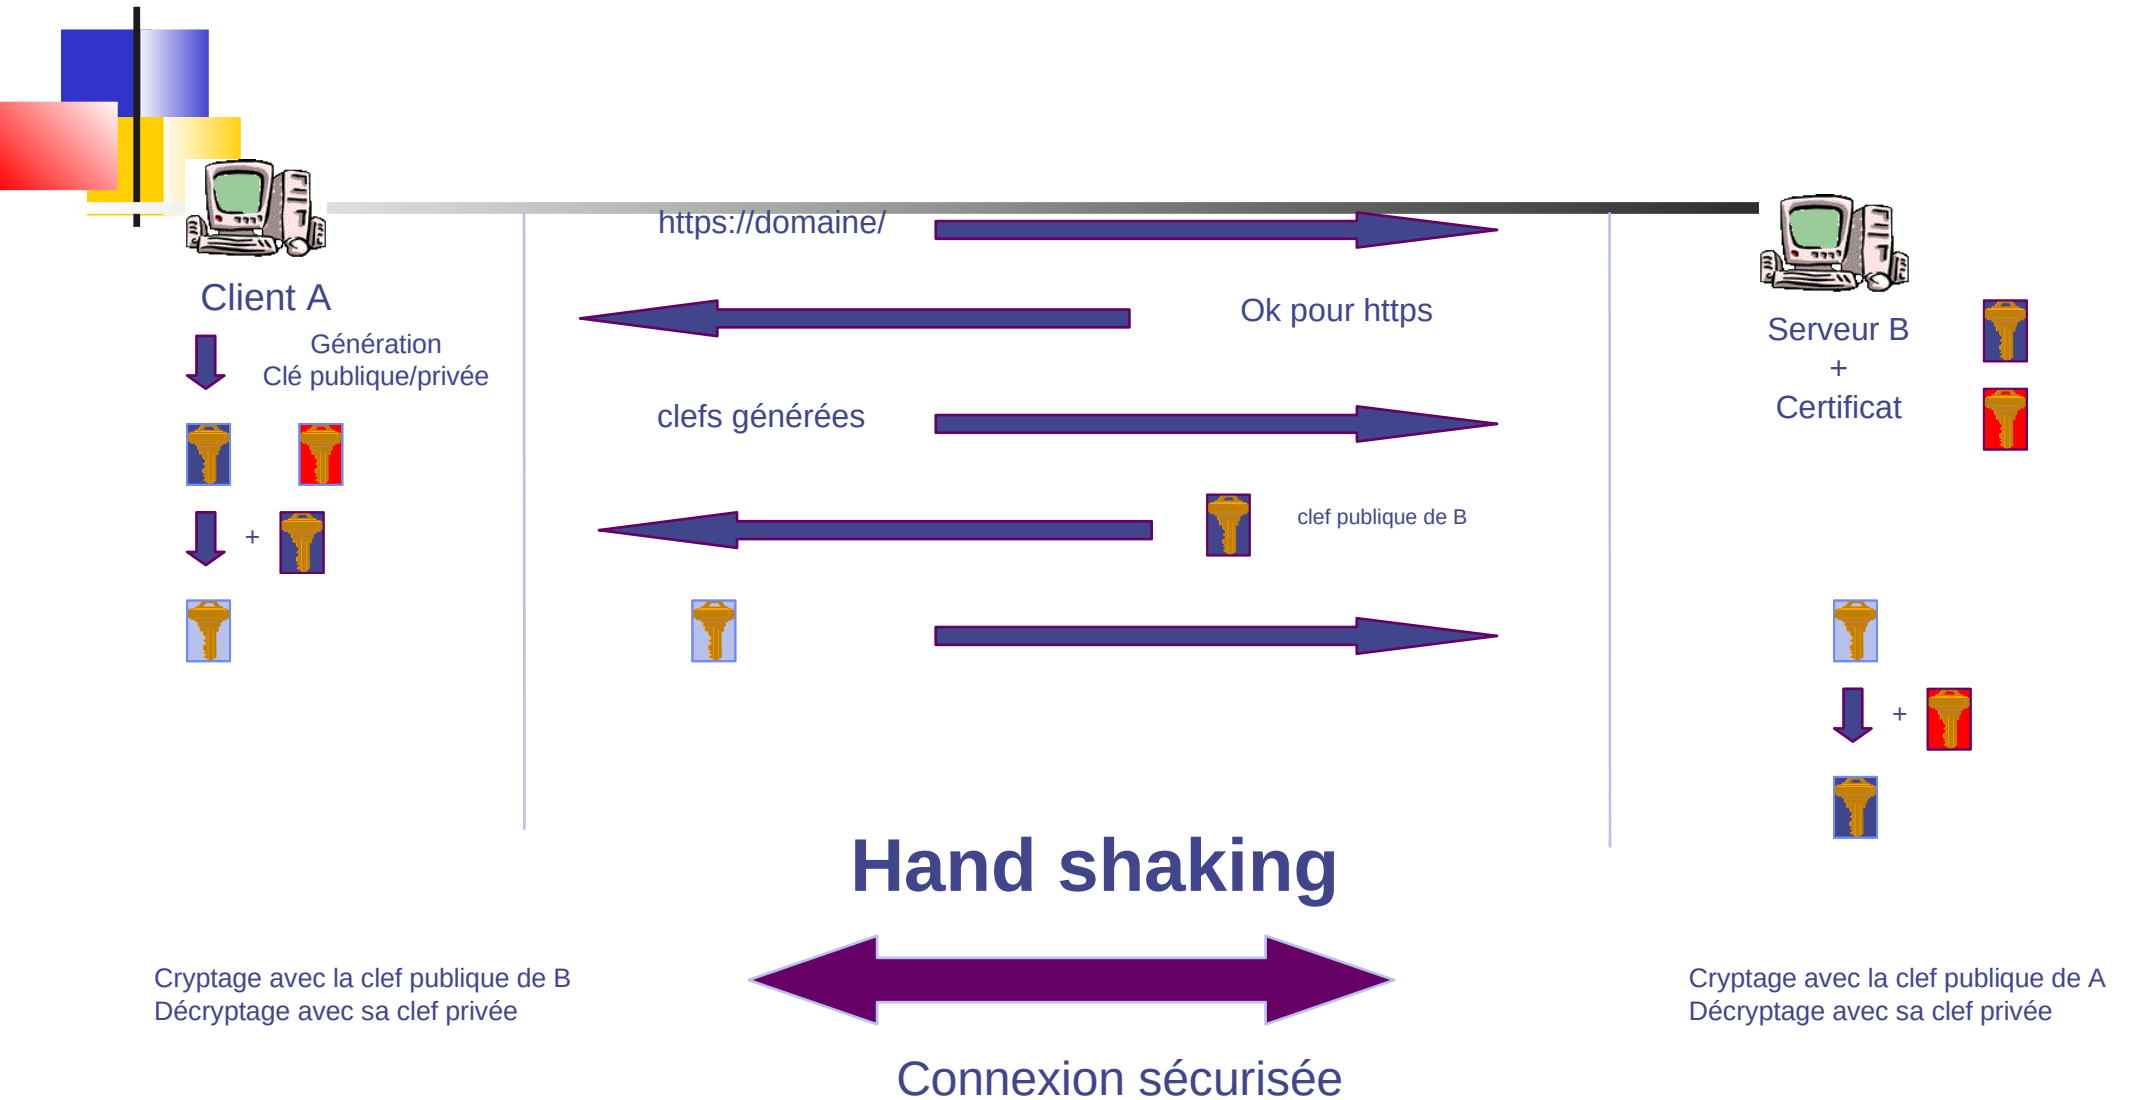 https://domaine/
Client A
Ok pour https
Serveur B
+
Certificat
Génération
Clé publique/privée
clefs générées
+
clef publique de B
+
Hand shaking
Cryptage avec la clef publique de B
Décryptage avec sa clef privée
Cryptage avec la clef publique de A
Décryptage avec sa clef privée
Connexion sécurisée